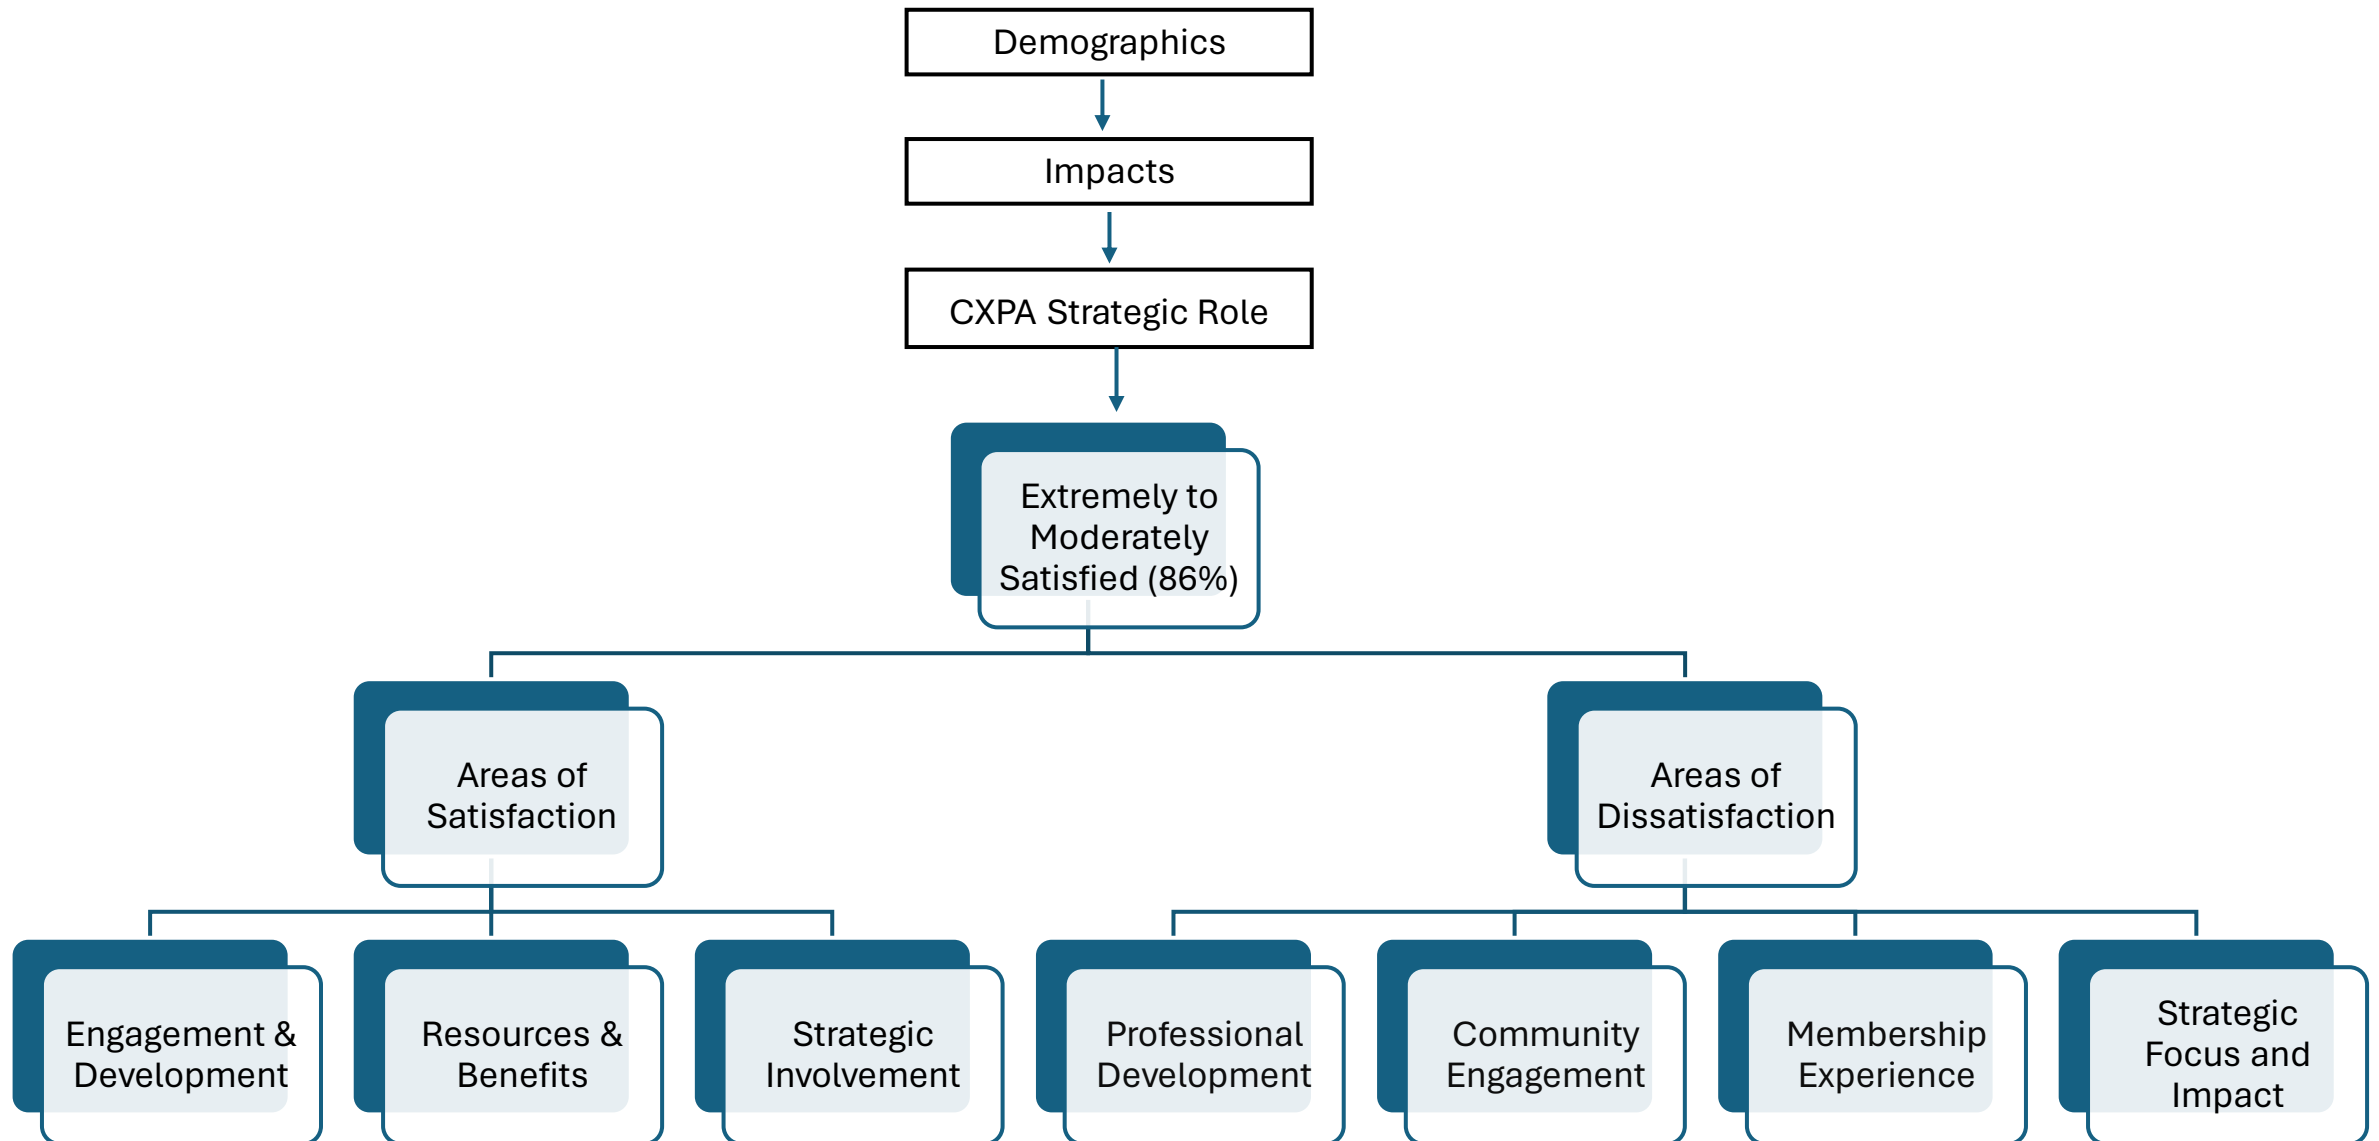 Demographics
Impacts
CXPA Strategic Role
Extremely to
Moderately
Satisfied (86%)
Areas of
Satisfaction
Areas of
Dissatisfaction
Engagement &
Development
Resources &
Benefits
Strategic
Involvement
Professional
Development
Community
Engagement
Membership
Experience
Strategic
Focus and
Impact